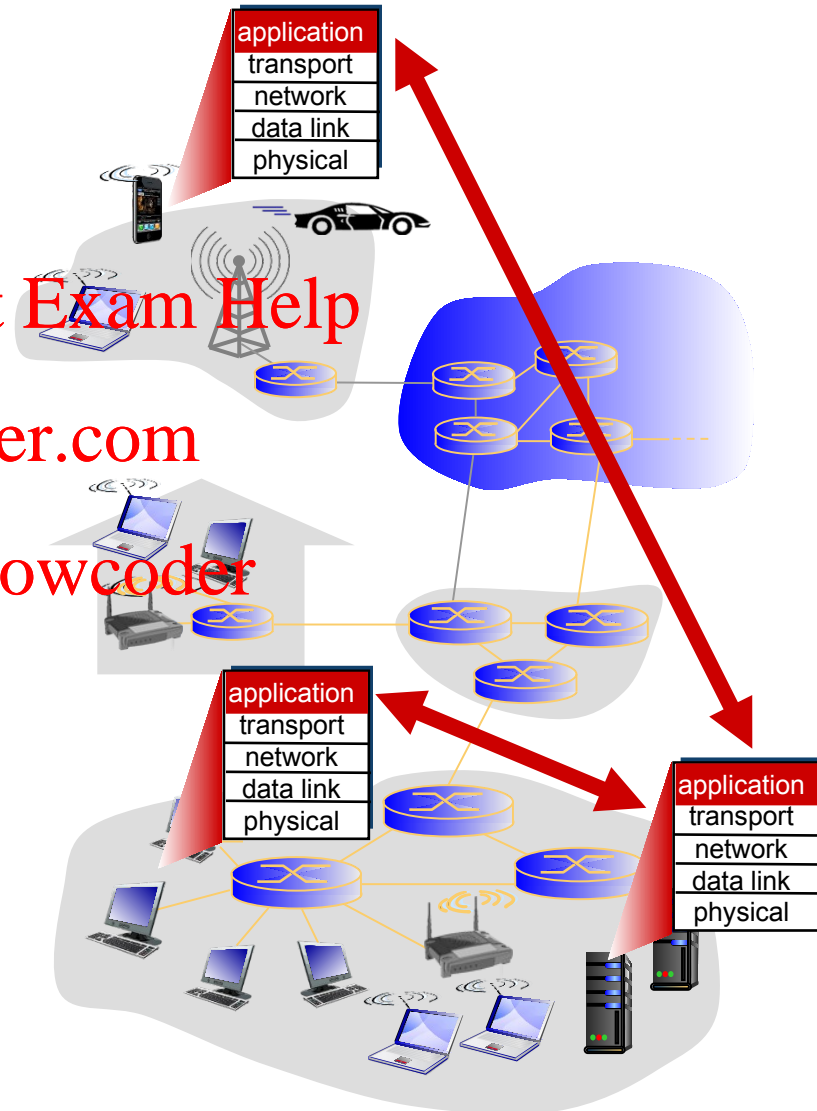 application
transport
network
data link
physical
Exam Help
er.com
owcoder
application
transport
network
data link
physical
application
transport
network
data link
physical